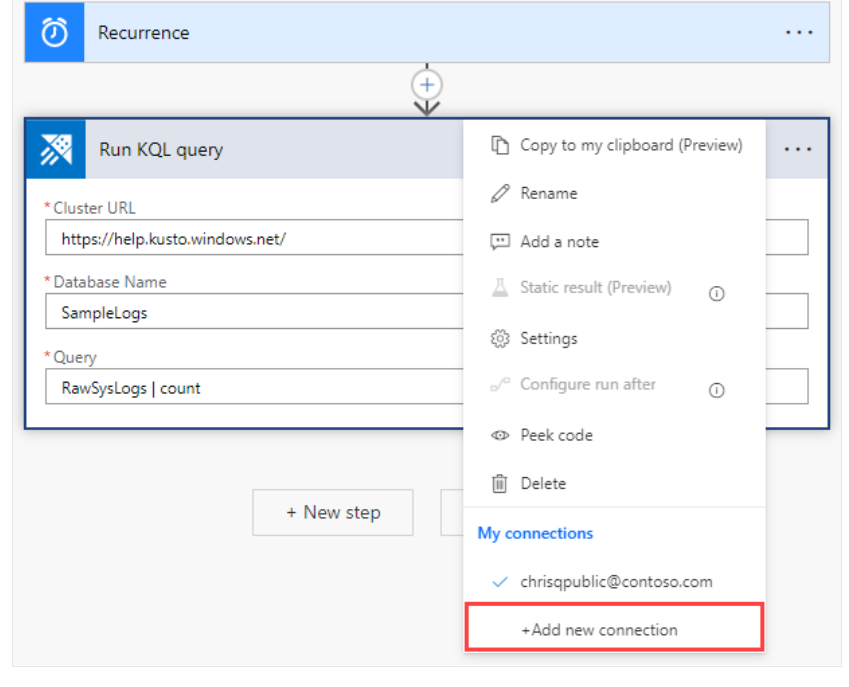 Recurrence
Run KQL query
Copy to my clipboard (Preview)
Rename
Add a note
Static result (Preview)
Settings
Configure run after
Peek code
Delete
My connections
chrisqpublic@contoso.com
+Add new connection
*Cluster URL
https://help.kusto.windows.net/
*Database Name
SampleLogs
*Query
RawSysLogs | count
+ New step